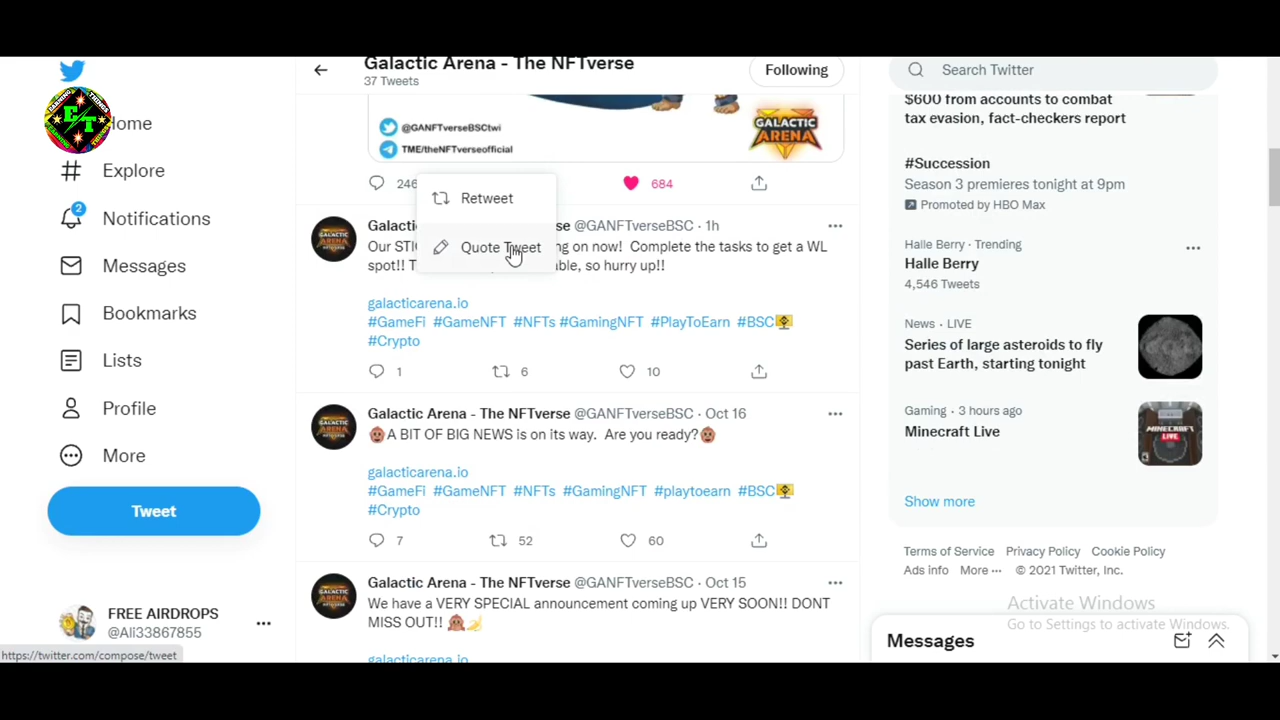 Home
Explore
2
Notifications
Messages
Bookmarks
Lists
Profile
More
Tweet
FREE AIRDROPS
@Ali33867855
https://twitter.com/compose/tweet
EARNING
ET
THINGS
Galactic Arena - The NFTverse
37 Tweets
Following
@GANFTverseBSCtwi
TME/theNFTverseofficial
GALACTIC
ARENA
246
684
Retweet
Quote Tweet
Galactic verse @GANFTverseBSC · 1h
Our ng on now! Complete the tasks to get a WL
spot!! able, so hurry up!!
galacticarena.io
#GameFi #GameNFT #NFTs #GamingNFT #PlayToEarn #BSC
#Crypto
1 6 10
Galactic Arena - The NFTverse @GANFTverseBSC · Oct 16
A BIT OF BIG NEWS is on its way. Are you ready?
galacticarena.io
#GameFi #GameNFT #NFTs #GamingNFT #playtoearn #BSC
#Crypto
7 52 60
Galactic Arena - The NFTverse @GANFTverseBSC · Oct 15
We have a VERY SPECIAL announcement coming up VERY SOON!! DONT
MISS OUT!!
galacticarena.io
Search Twitter
$600 from accounts to combat
tax evasion, fact-checkers report
#Succession
Season 3 premieres tonight at 9pm
Promoted by HBO Max
Halle Berry · Trending
Halle Berry
4,546 Tweets
News · LIVE
Series of large asteroids to fly
past Earth, starting tonight
Gaming · 3 hours ago
Minecraft Live
Show more
Terms of Service Privacy Policy Cookie Policy
Ads info More ··· © 2021 Twitter, Inc.
Activate Windows
Go to Settings to activate Windows.
Messages